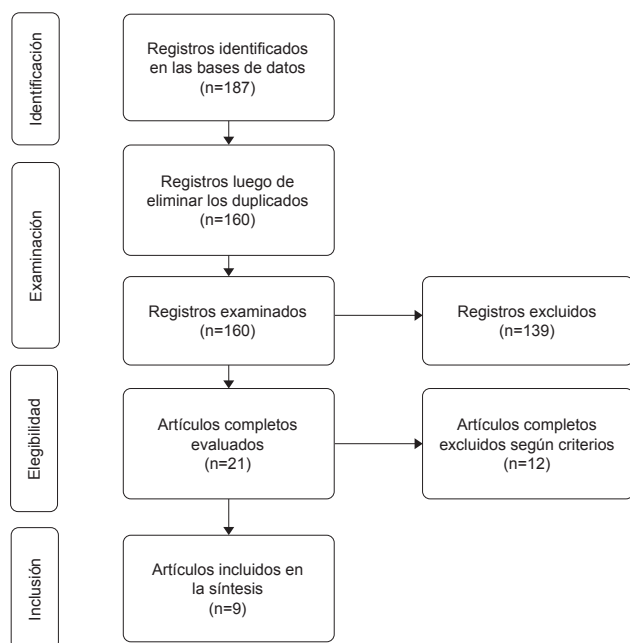 Identificación
Registros identificados
en las bases de datos
(n=187)
Examinación
Registros luego de
eliminar los duplicados
(n=160)
Registros examinados
(n=160)
Registros excluidos
(n=139)
Elegibilidad
Artículos completos
evaluados
(n=21)
Artículos completos
excluidos según criterios
(n=12)
Inclusión
Artículos incluidos en
la síntesis
(n=9)